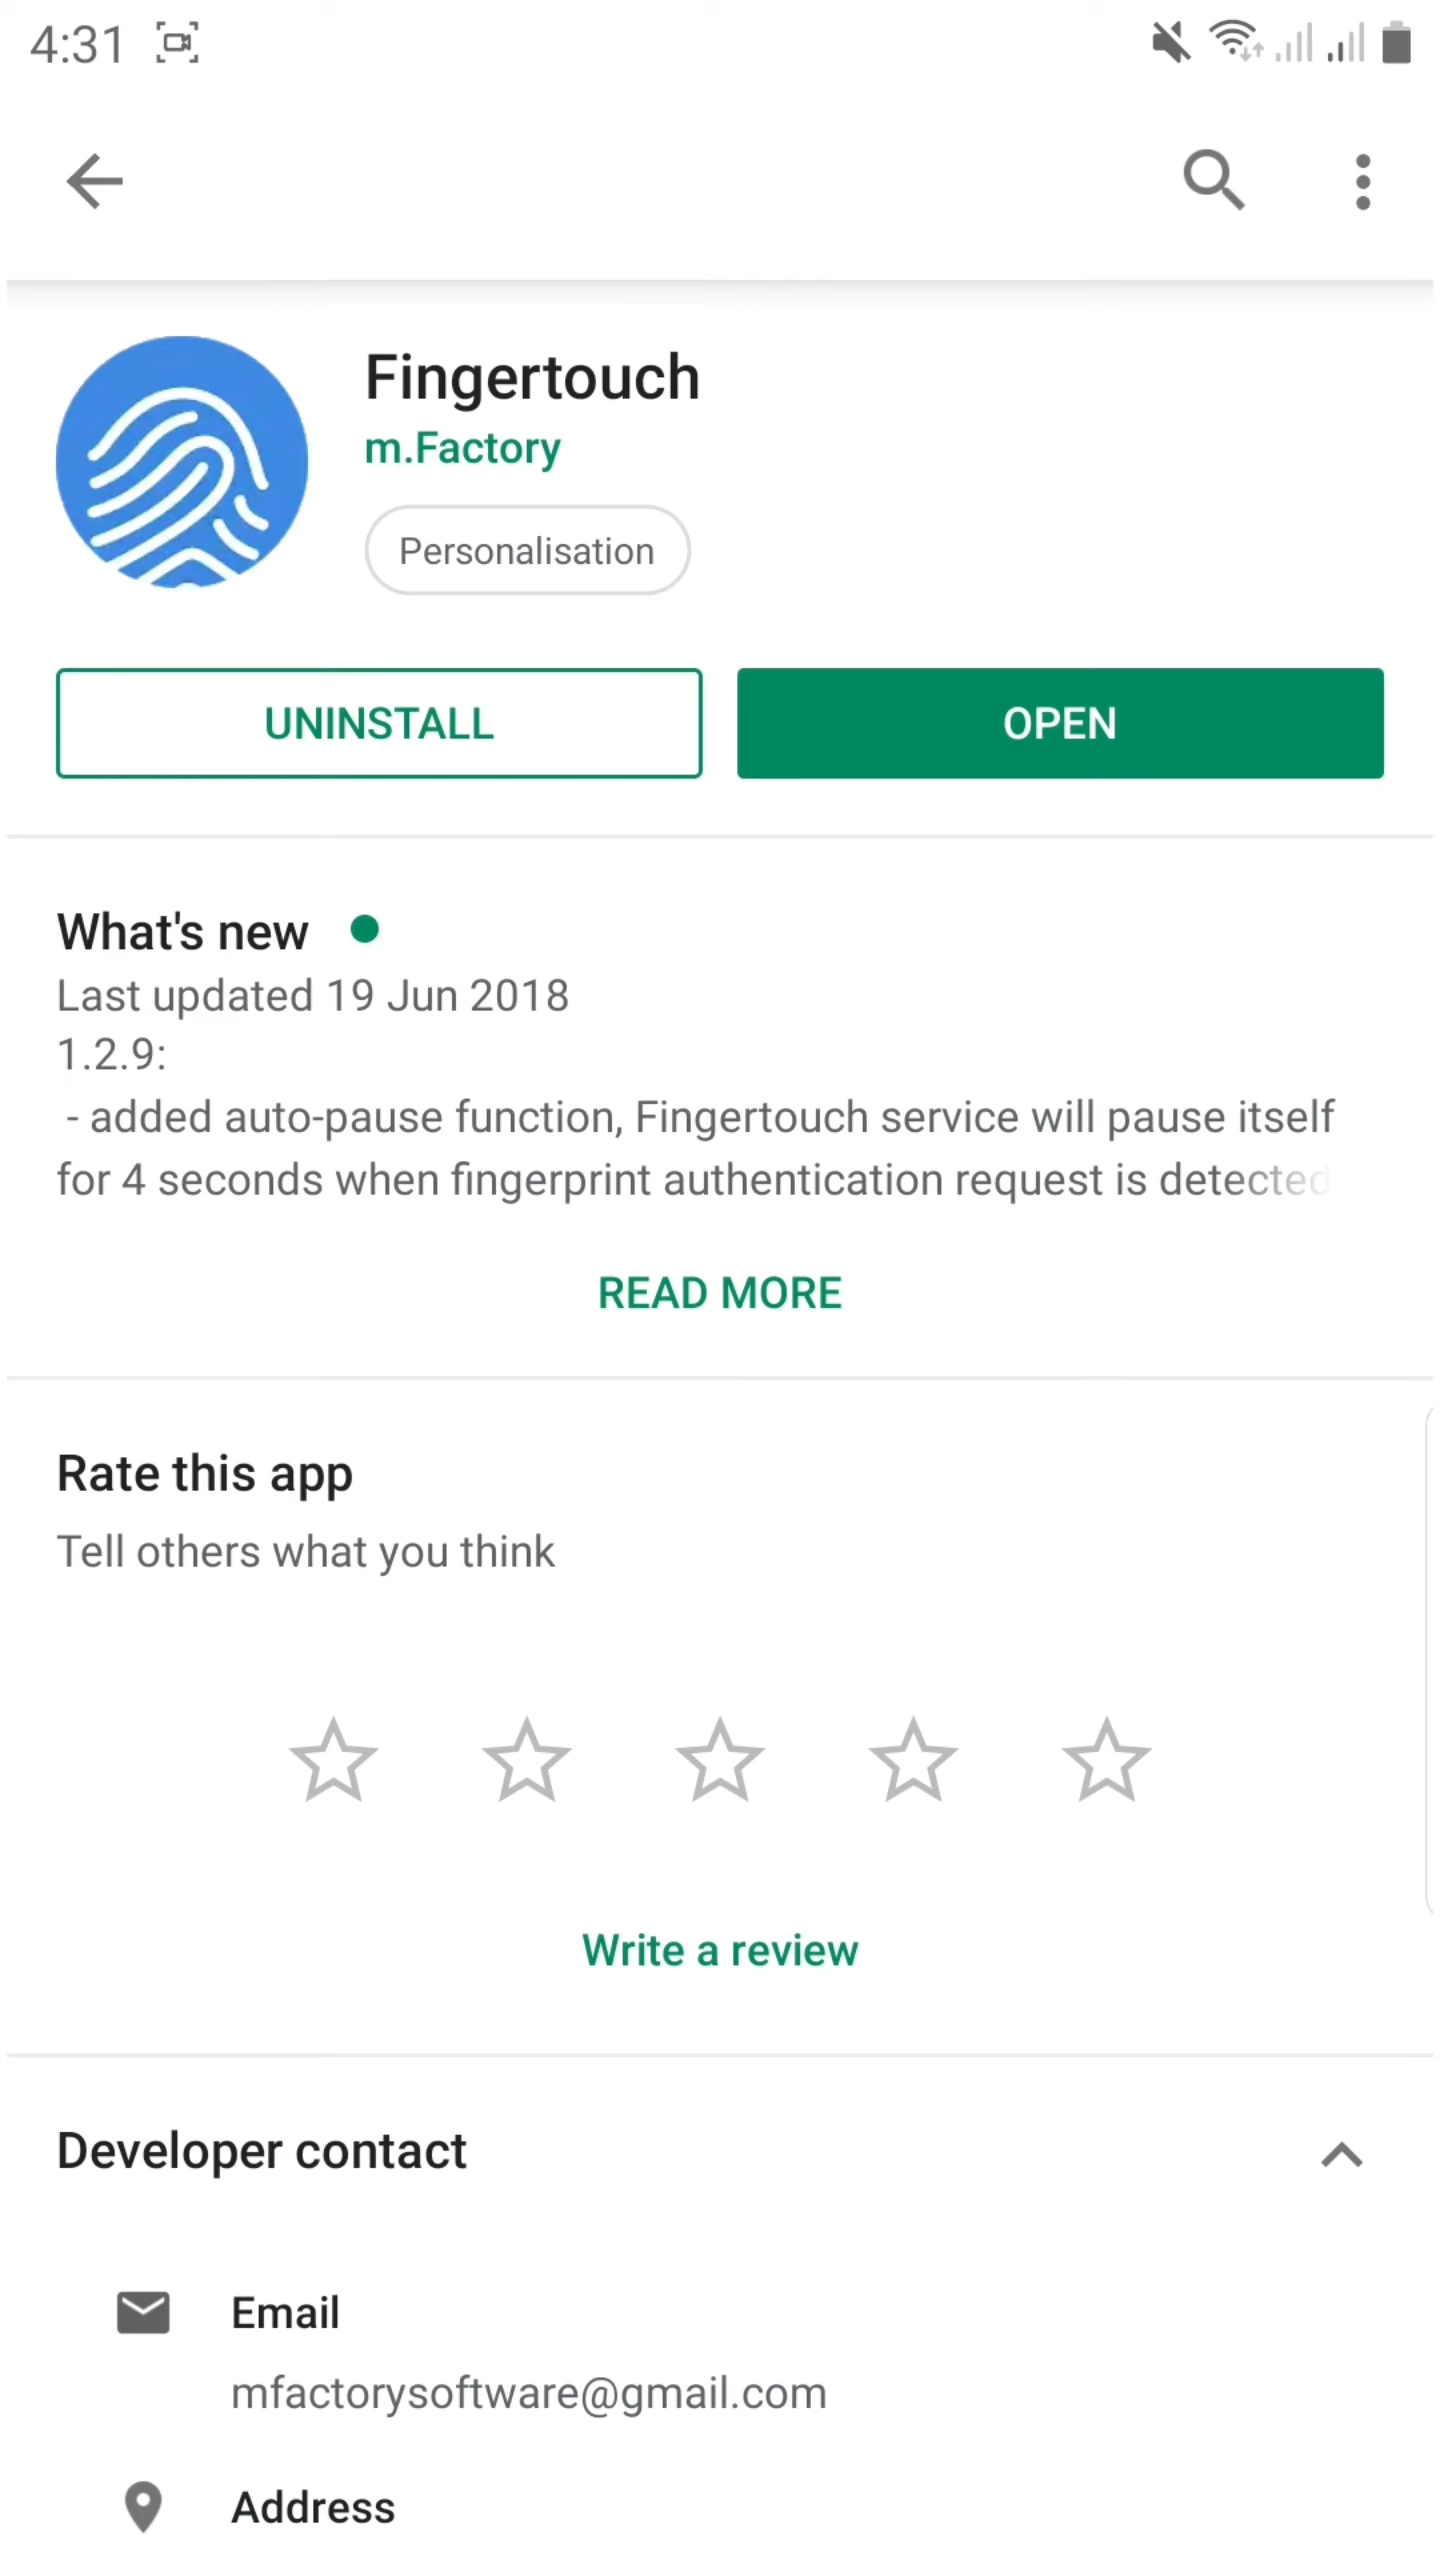 4:31
Fingertouch
m.Factory
Personalisation
UNINSTALL
OPEN
What's new
Last updated 19 Jun 2018
1.2.9:
- added auto-pause function, Fingertouch service will pause itself
for 4 seconds when fingerprint authentication request is detected
READ MORE
Rate this app
Tell others what you think
Write a review
Developer contact
Email
mfactorysoftware@gmail.com
Address